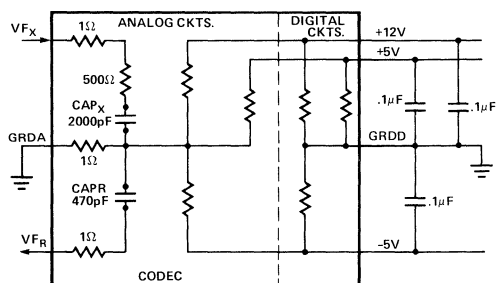 ANALOG CKTS.
DIGITAL
CKTS.
1Ω
VFX
+12V
+5V
500Ω
CAPX
2000pF
.1μF
.1μF
GRDA
1Ω
GRDD
CAPR
470pF
.1μF
1Ω
VFR
-5V
CODEC